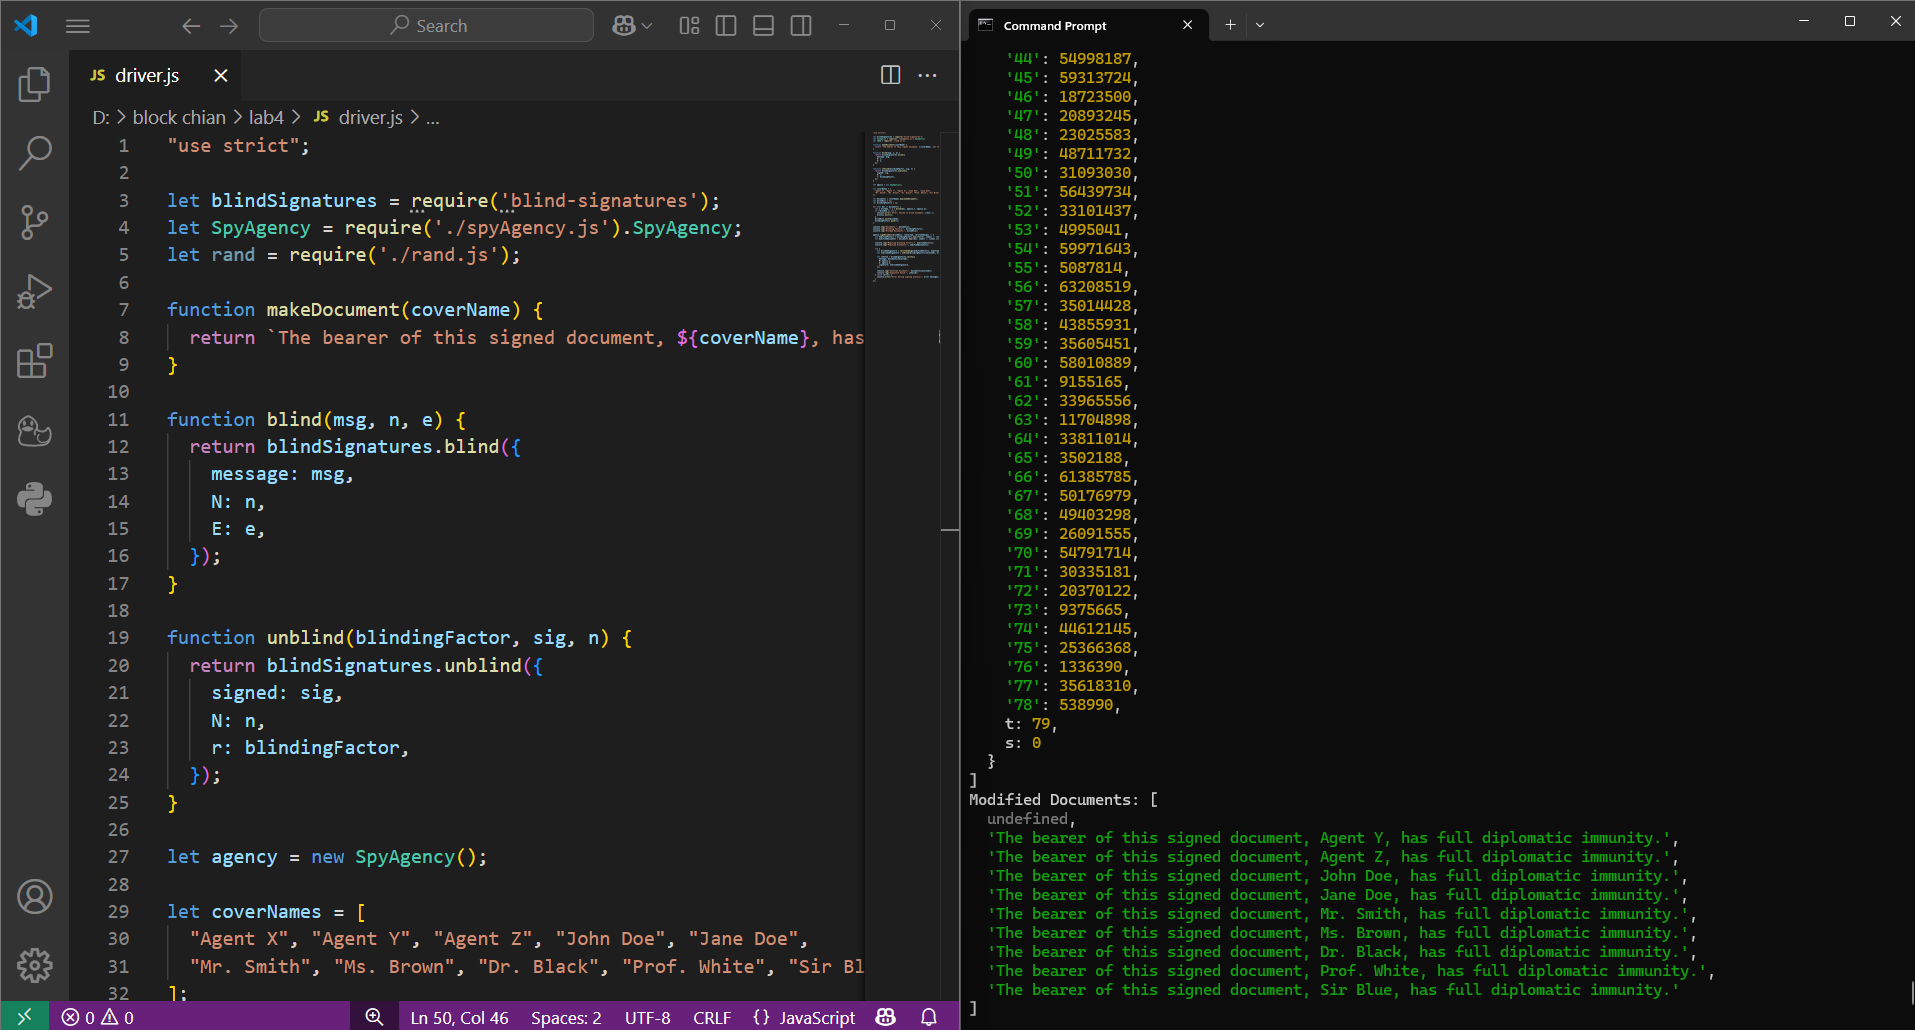 Search
JS driver.js
D: > block chian > lab4 > JS driver.js > ...
1 "use strict";
2
3 let blindSignatures = require('blind-signatures');
4 let SpyAgency = require('./spyAgency.js').SpyAgency;
5 let rand = require('./rand.js');
6
7 function makeDocument(coverName) {
8 return `The bearer of this signed document, ${coverName}, has
9 }
10
11 function blind(msg, n, e) {
12 return blindSignatures.blind({
13 message: msg,
14 N: n,
15 E: e,
16 });
17 }
18
19 function unblind(blindingFactor, sig, n) {
20 return blindSignatures.unblind({
21 signed: sig,
22 N: n,
23 r: blindingFactor,
24 });
25 }
26
27 let agency = new SpyAgency();
28
29 let coverNames = [
30 "Agent X", "Agent Y", "Agent Z", "John Doe", "Jane Doe",
31 "Mr. Smith", "Ms. Brown", "Dr. Black", "Prof. White", "Sir Bl
32 ];
0 0 Ln 50, Col 46 Spaces: 2 UTF-8 CRLF {} JavaScript
Command Prompt
'44': 54998187,
'45': 59313724,
'46': 18723500,
'47': 20893245,
'48': 23025583,
'49': 48711732,
'50': 31093030,
'51': 56439734,
'52': 33101437,
'53': 4995041,
'54': 59971643,
'55': 5087814,
'56': 63208519,
'57': 35014428,
'58': 43855931,
'59': 35605451,
'60': 58010889,
'61': 9155165,
'62': 33965556,
'63': 11704898,
'64': 33811014,
'65': 3502188,
'66': 61385785,
'67': 50176979,
'68': 49403298,
'69': 26091555,
'70': 54791714,
'71': 30335181,
'72': 20370122,
'73': 9375665,
'74': 44612145,
'75': 25366368,
'76': 1336390,
'77': 35618310,
'78': 538990,
t: 79,
s: 0
}
]
Modified Documents: [
undefined,
'The bearer of this signed document, Agent Y, has full diplomatic immunity.',
'The bearer of this signed document, Agent Z, has full diplomatic immunity.',
'The bearer of this signed document, John Doe, has full diplomatic immunity.',
'The bearer of this signed document, Jane Doe, has full diplomatic immunity.',
'The bearer of this signed document, Mr. Smith, has full diplomatic immunity.',
'The bearer of this signed document, Ms. Brown, has full diplomatic immunity.',
'The bearer of this signed document, Dr. Black, has full diplomatic immunity.',
'The bearer of this signed document, Prof. White, has full diplomatic immunity.',
'The bearer of this signed document, Sir Blue, has full diplomatic immunity.'
]